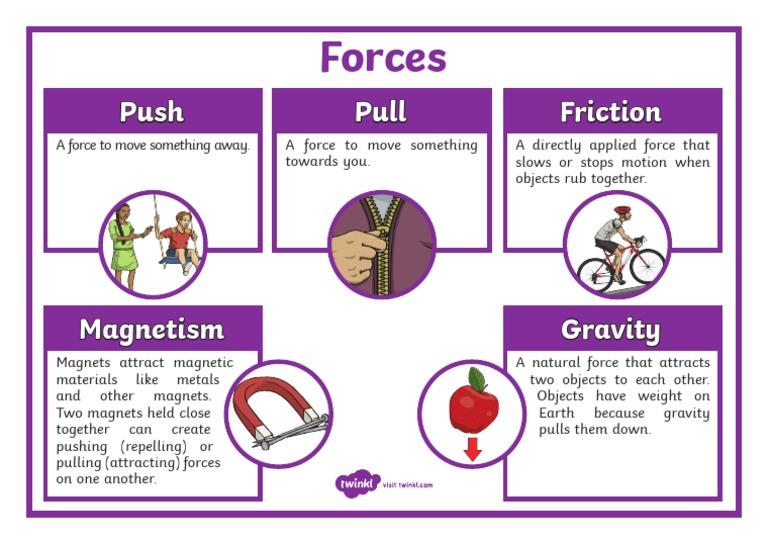 Forces
Push
A force to move something away.
Pull
A force to move something
towards you.
Friction
A directly applied force that
slows or stops motion when
objects rub together.
Magnetism
Magnets attract magnetic
materials like metals
and other magnets.
Two magnets held close
together can create
pushing (repelling) or
pulling (attracting) forces
on one another.
Gravity
A natural force that attracts
two objects to each other.
Objects have weight on
Earth because gravity
pulls them down.
twinkl visit twinkl.com